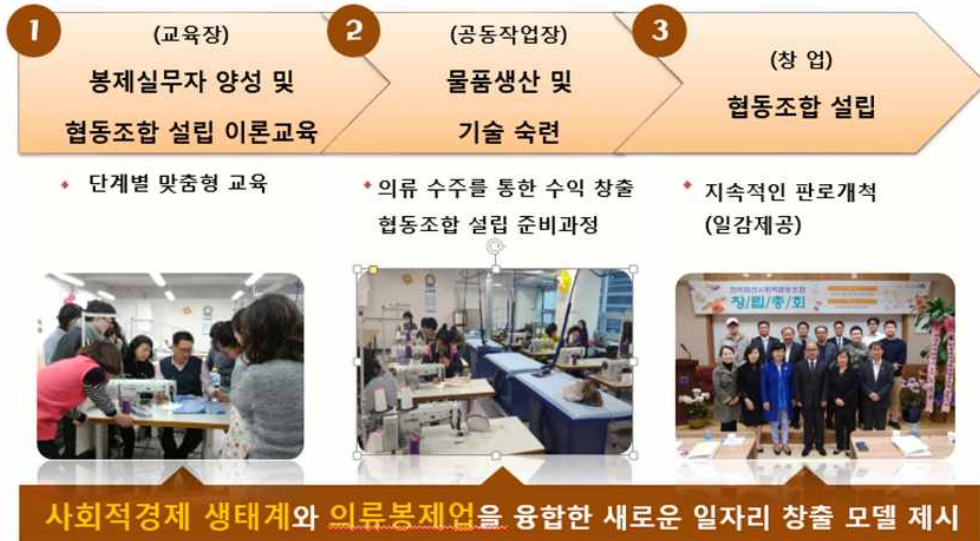 1
(교육장)
봉제실무자 양성 및
협동조합 설립 이론교육
2
(공동작업장)
물품생산 및
기술 숙련
3
(창 업)
협동조합 설립
단계별 맞춤형 교육
의류 수주를 통한 수익 창출
협동조합 설립 준비과정
지속적인 판로개척
(일감제공)
창/립/총/회
사회적경제 생태계와 의류봉제업을 융합한 새로운 일자리 창출 모델 제시